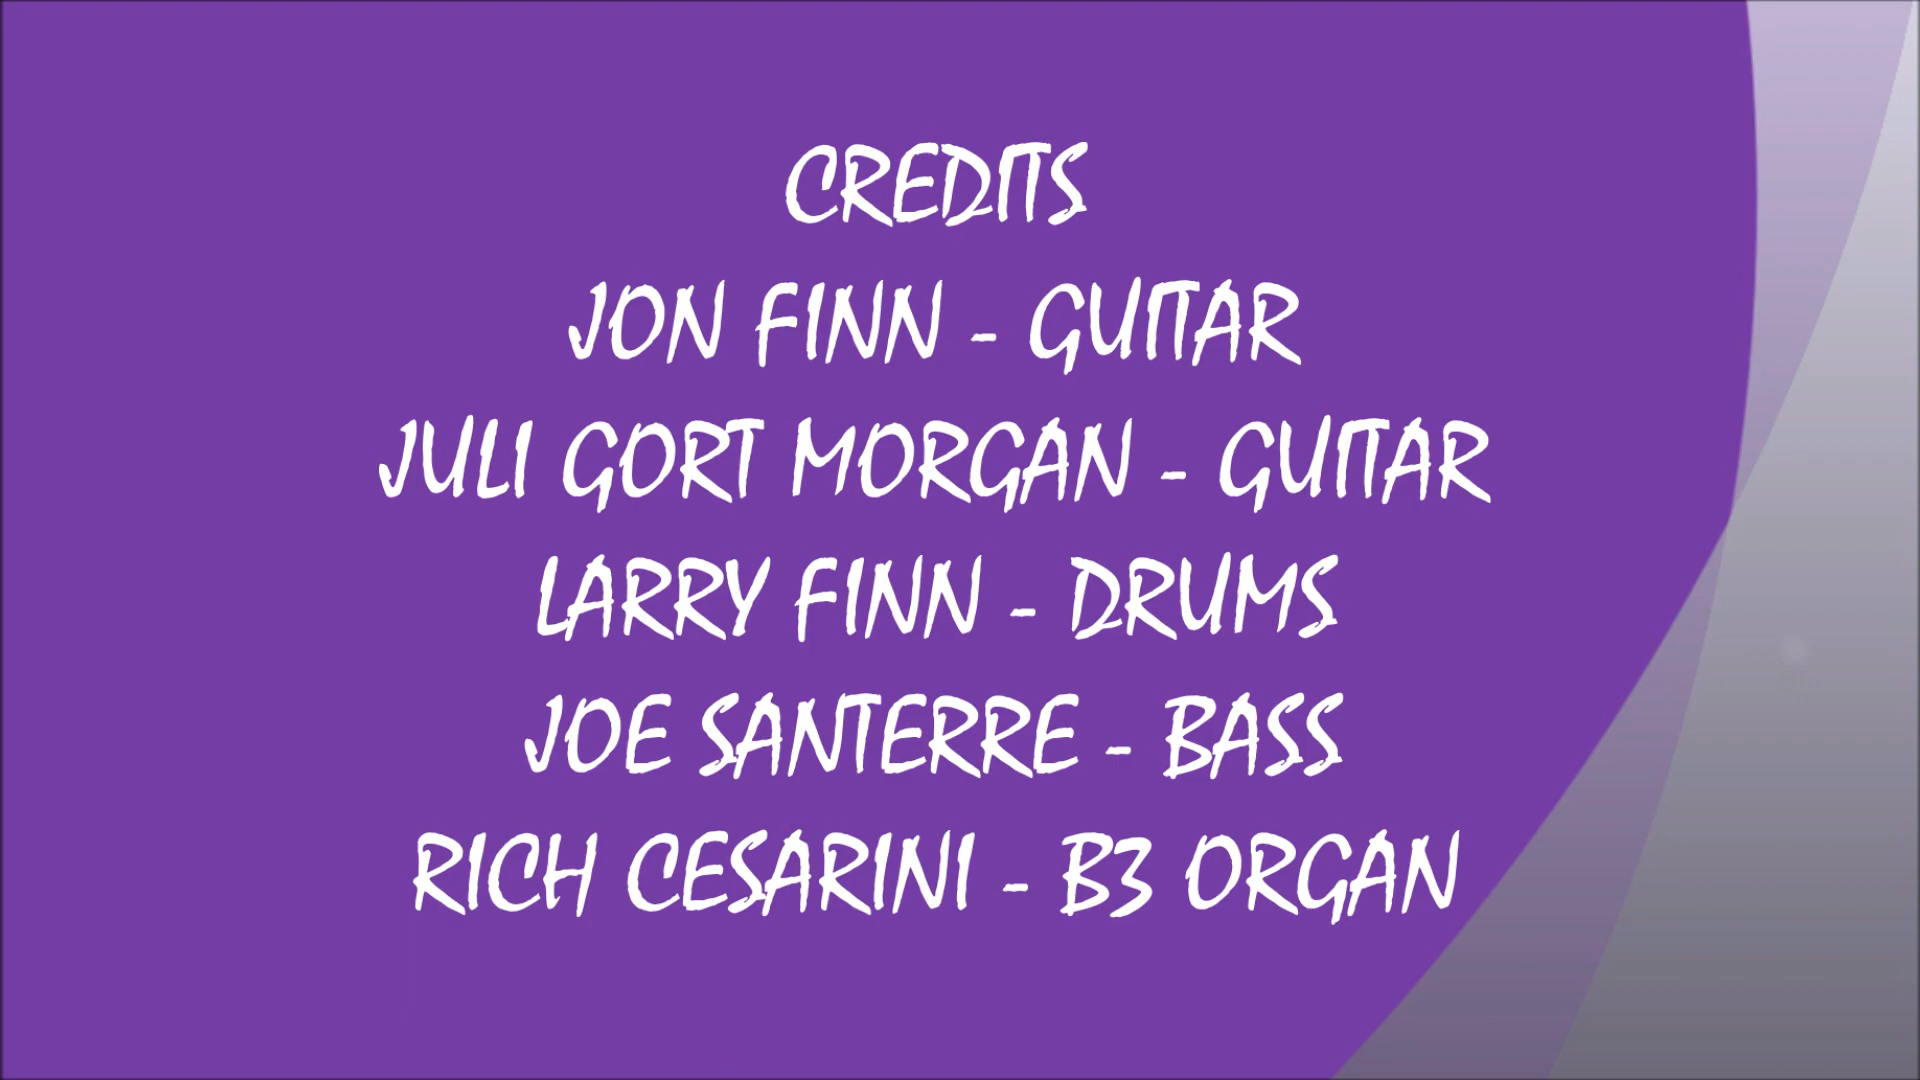 CREDITS
JON FINN - GUITAR
JULI GORT MORGAN - GUITAR
LARRY FINN - DRUMS
JOE SANTERRE - BASS
RICH CESARINI - B3 ORGAN